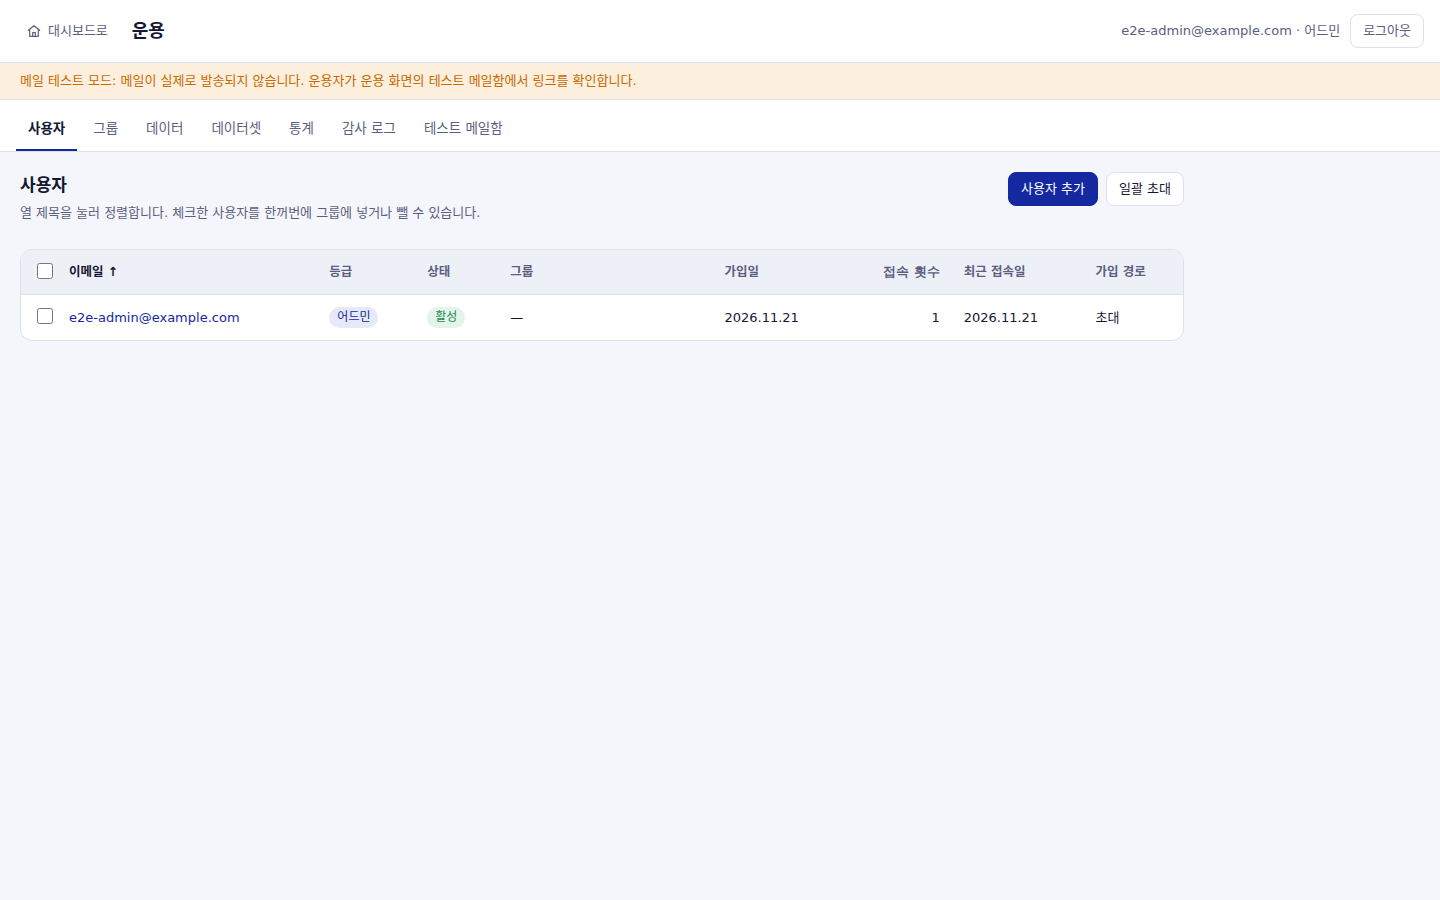 대시보드로 운용 e2e-admin@example.com · 어드민 로그아웃
메일 테스트 모드: 메일이 실제로 발송되지 않습니다. 운용자가 운용 화면의 테스트 메일함에서 링크를 확인합니다.
사용자 그룹 데이터 데이터셋 통계 감사 로그 테스트 메일함
사용자
열 제목을 눌러 정렬합니다. 체크한 사용자를 한꺼번에 그룹에 넣거나 뺄 수 있습니다.
사용자 추가 일괄 초대
이메일 ↑ 등급 상태 그룹 가입일 접속 횟수 최근 접속일 가입 경로
e2e-admin@example.com 어드민 활성 — 2026.11.21 1 2026.11.21 초대